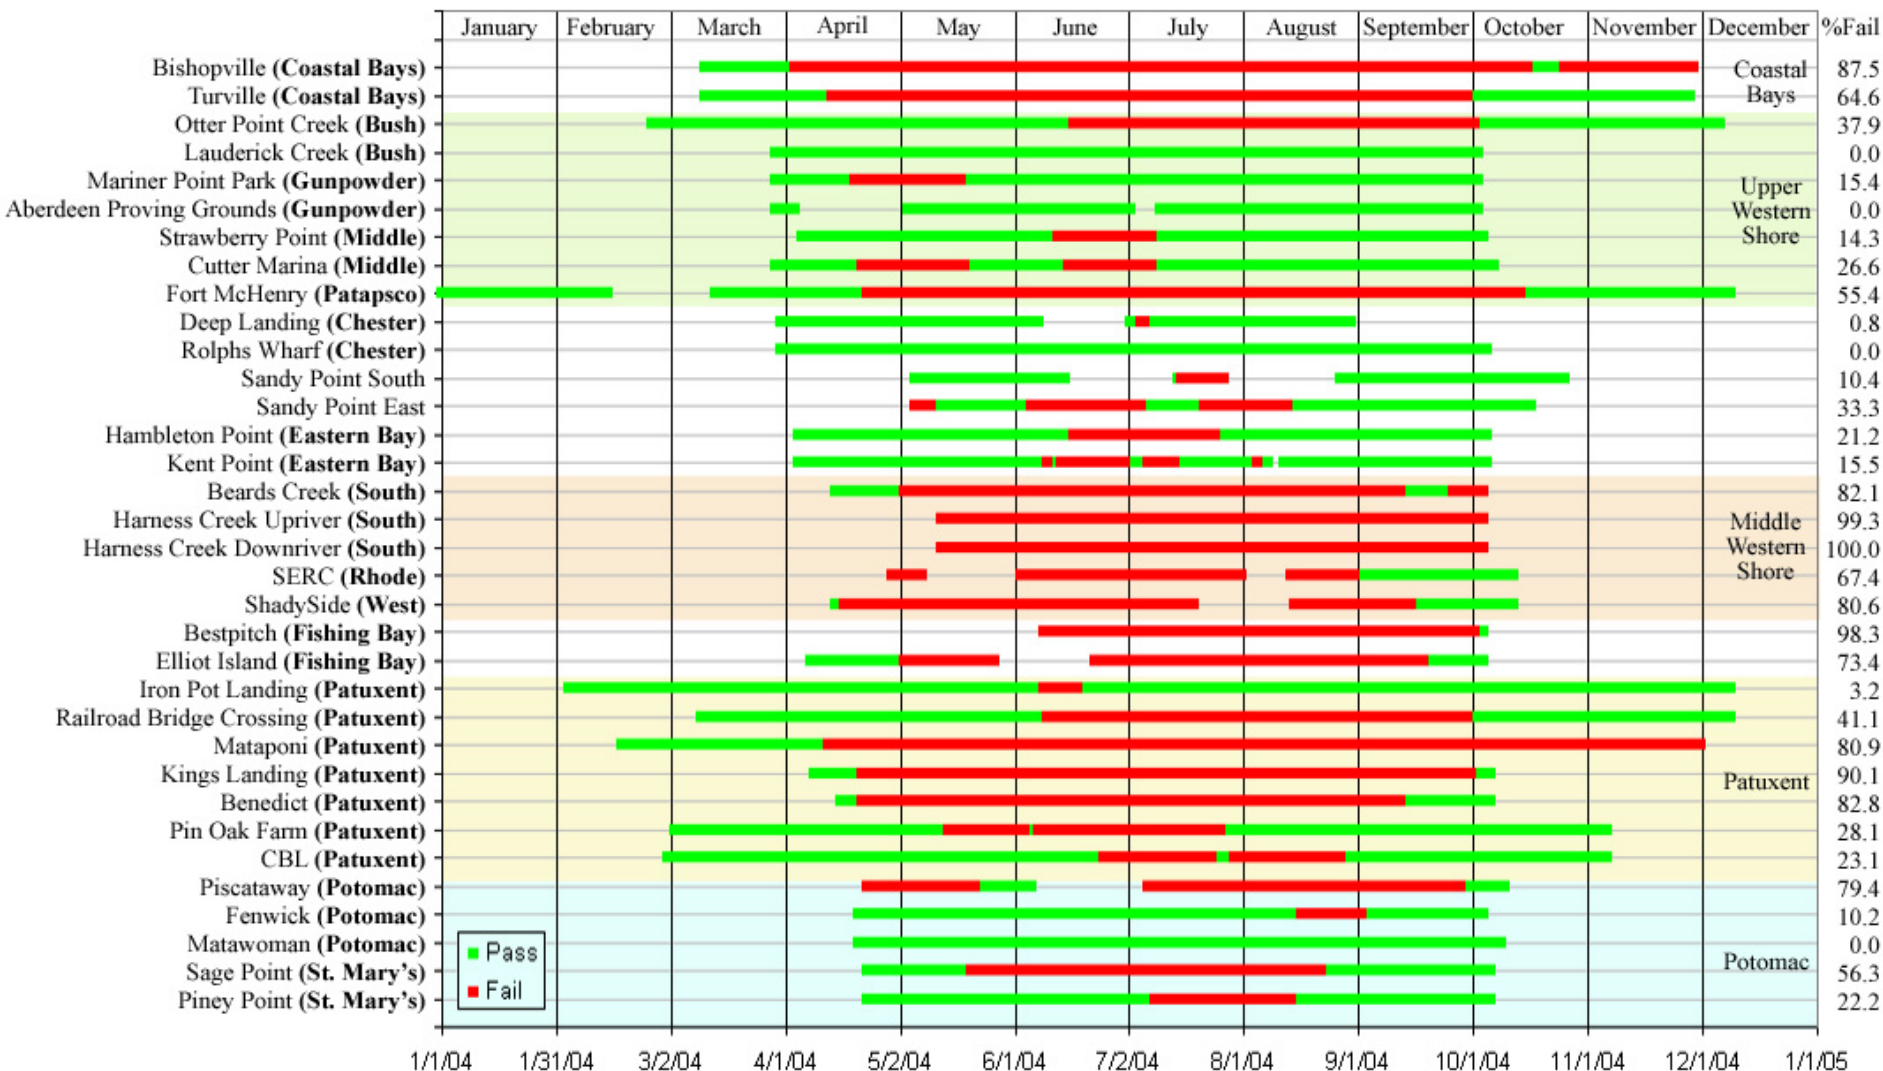 January February March April May June July August September October November December %Fail
Bishopville (Coastal Bays) 87.5
Turville (Coastal Bays) 64.6
Coastal
Bays
Otter Point Creek (Bush) 37.9
Lauderick Creek (Bush) 0.0
Mariner Point Park (Gunpowder) 15.4
Aberdeen Proving Grounds (Gunpowder) 0.0
Strawberry Point (Middle) 14.3
Cutter Marina (Middle) 26.6
Fort McHenry (Patapsco) 55.4
Upper
Western
Shore
Deep Landing (Chester) 0.8
Rolphs Wharf (Chester) 0.0
Sandy Point South 10.4
Sandy Point East 33.3
Hambleton Point (Eastern Bay) 21.2
Kent Point (Eastern Bay) 15.5
Beards Creek (South) 82.1
Harness Creek Upriver (South) 99.3
Harness Creek Downriver (South) 100.0
SERC (Rhode) 67.4
ShadySide (West) 80.6
Middle
Western
Shore
Bestpitch (Fishing Bay) 98.3
Elliot Island (Fishing Bay) 73.4
Iron Pot Landing (Patuxent) 3.2
Railroad Bridge Crossing (Patuxent) 41.1
Mataponi (Patuxent) 80.9
Kings Landing (Patuxent) 90.1
Benedict (Patuxent) 82.8
Pin Oak Farm (Patuxent) 28.1
CBL (Patuxent) 23.1
Patuxent
Piscataway (Potomac) 79.4
Fenwick (Potomac) 10.2
Matawoman (Potomac) 0.0
Sage Point (St. Mary's) 56.3
Piney Point (St. Mary's) 22.2
Potomac
Pass
Fail
1/1/04 1/31/04 3/2/04 4/1/04 5/2/04 6/1/04 7/2/04 8/1/04 9/1/04 10/1/04 11/1/04 12/1/04 1/1/05